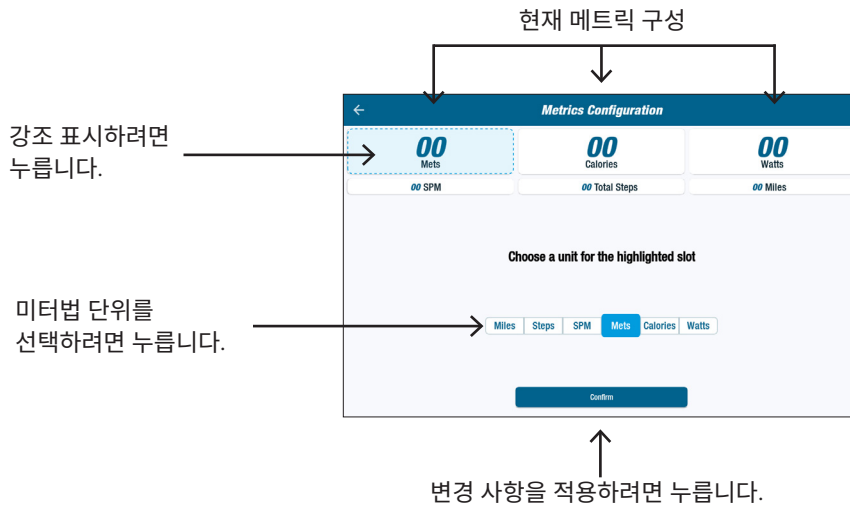 현재 메트릭 구성
Metrics Configuration
강조 표시하려면
누릅니다.
00
Mets
00
Calories
00
Watts
00 SPM
00 Total Steps
00 Miles
Choose a unit for the highlighted slot
미터법 단위를
선택하려면 누릅니다.
Miles Steps SPM Mets Calories Watts
Confirm
변경 사항을 적용하려면 누릅니다.